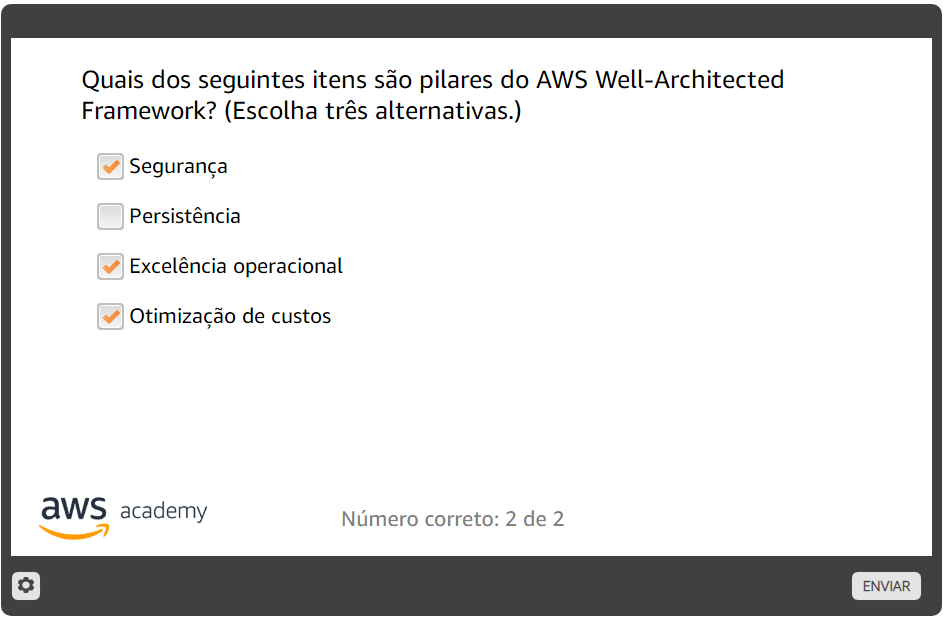 Quais dos seguintes itens são pilares do AWS Well-Architected
Framework? (Escolha três alternativas.)
Segurança
Persistência
Excelência operacional
Otimização de custos
aws academy
Número correto: 2 de 2
ENVIAR